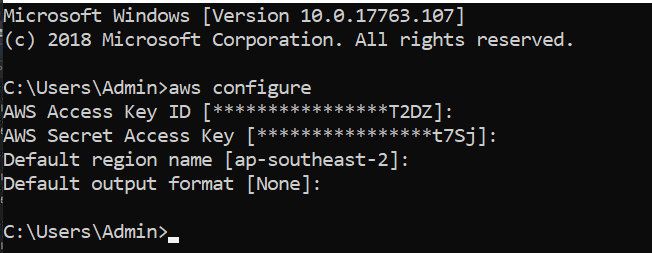 Microsoft Windows [Version 10.0.17763.107]
(c) 2018 Microsoft Corporation. All rights reserved.
C:\Users\Admin>aws configure
AWS Access Key ID [****************T2DZ]:
AWS Secret Access Key [****************t7Sj]:
Default region name [ap-southeast-2]:
Default output format [None]:
C:\Users\Admin>